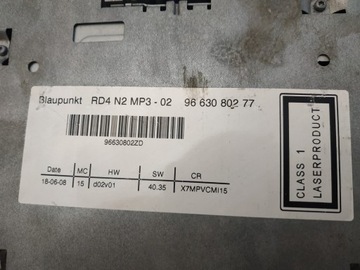 Blaupunkt RD4 N2 MP3 - 02 96 630 802 77
96630802ZD
Date MC HW SW CR
18-06-08 15 d02v01 40.35 X7MPVCMI15
CLASS 1
LASERPRODUCT